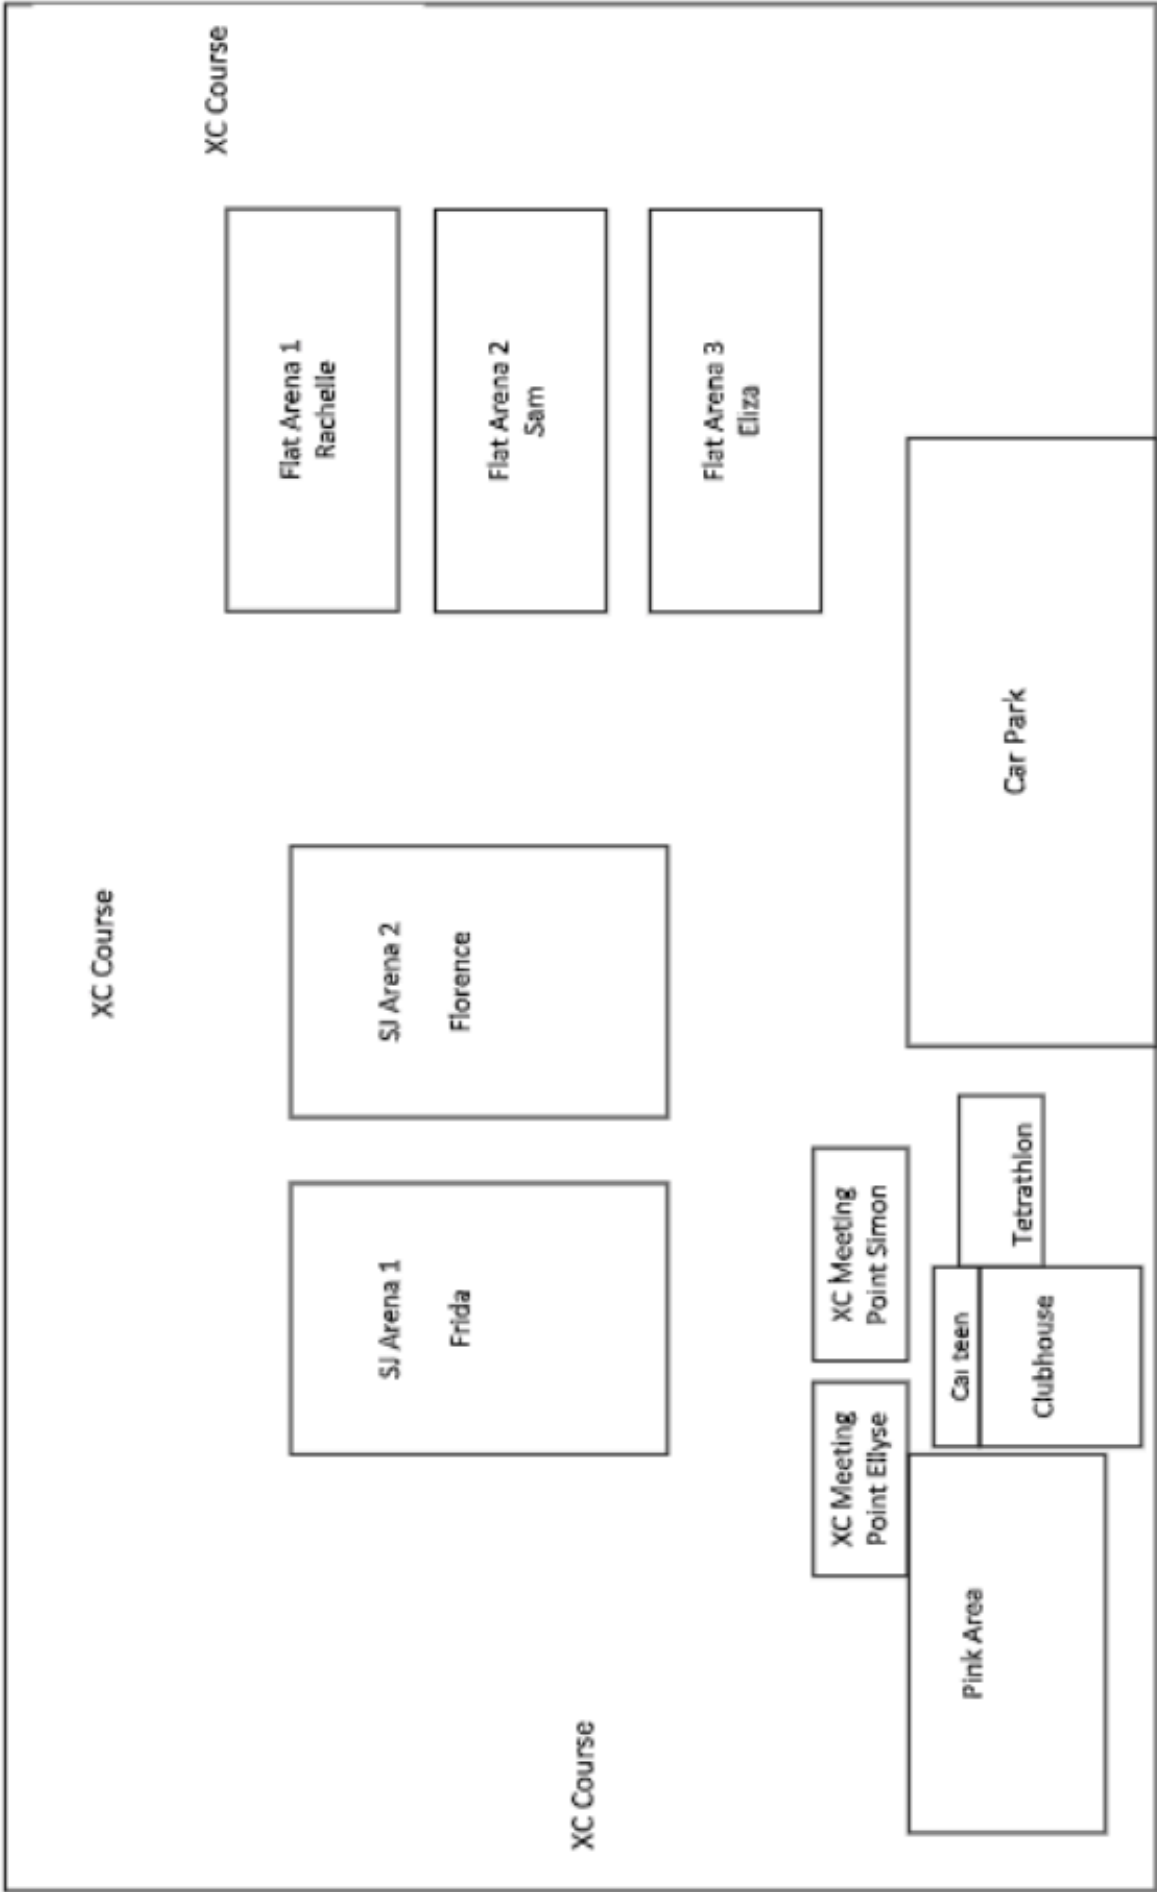 XC Course
XC Course
XC Course
SJ Arena 1
Frida
SJ Arena 2
Florence
Flat Arena 1
Rachelle
Flat Arena 2
Sam
Flat Arena 3
Eliza
XC Meeting
Point Ellyse
XC Meeting
Point Simon
Pink Area
Cai teen
Clubhouse
Tetrathlon
Car Park